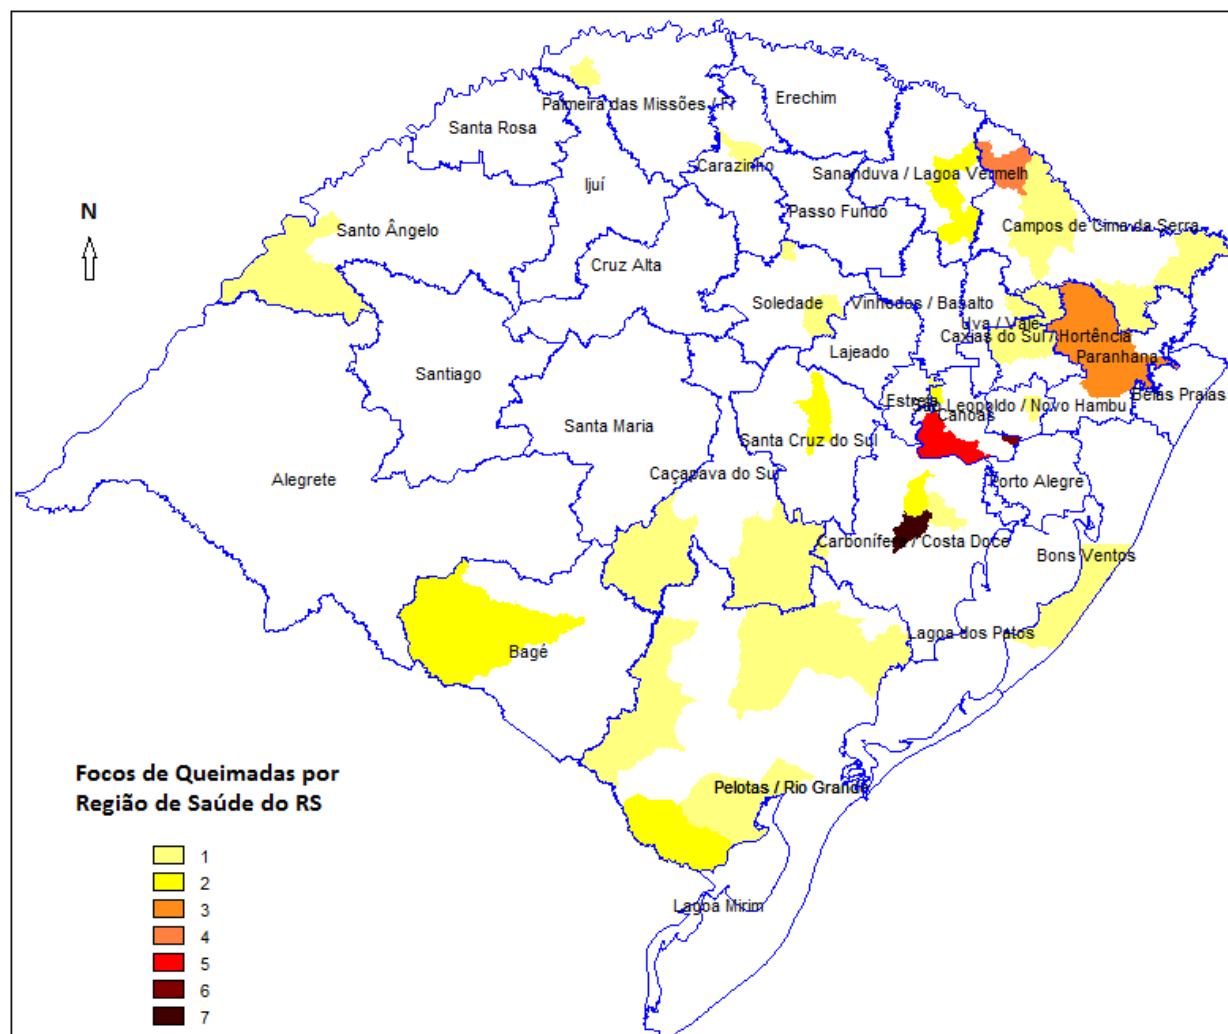 Erechim
Palmeira das Missões / Fr
Santa Rosa
Carazinho
Sananduva / Lagoa Vermelh
Ijuí
Passo Fundo
N
Santo Ângelo
Campos de Cima da Serra
Cruz Alta
Soledade
Vinhedos / Basalto
Uva / Vale
Caxias do Sul / Hortência
Lajeado
Paranhana
Santiago
Belas Praias
Estrela
São Leopoldo / Novo Hambu
Canoas
Santa Maria
Santa Cruz do Sul
Caçapava do Sul
Alegrete
Porto Alegre
Carbonífera / Costa Doce
Bons Ventos
Lagoa dos Patos
Bagé
Focos de Queimadas por
Região de Saúde do RS
Pelotas / Rio Grande
1
2
3
Lagoa Mirim
4
5
6
7